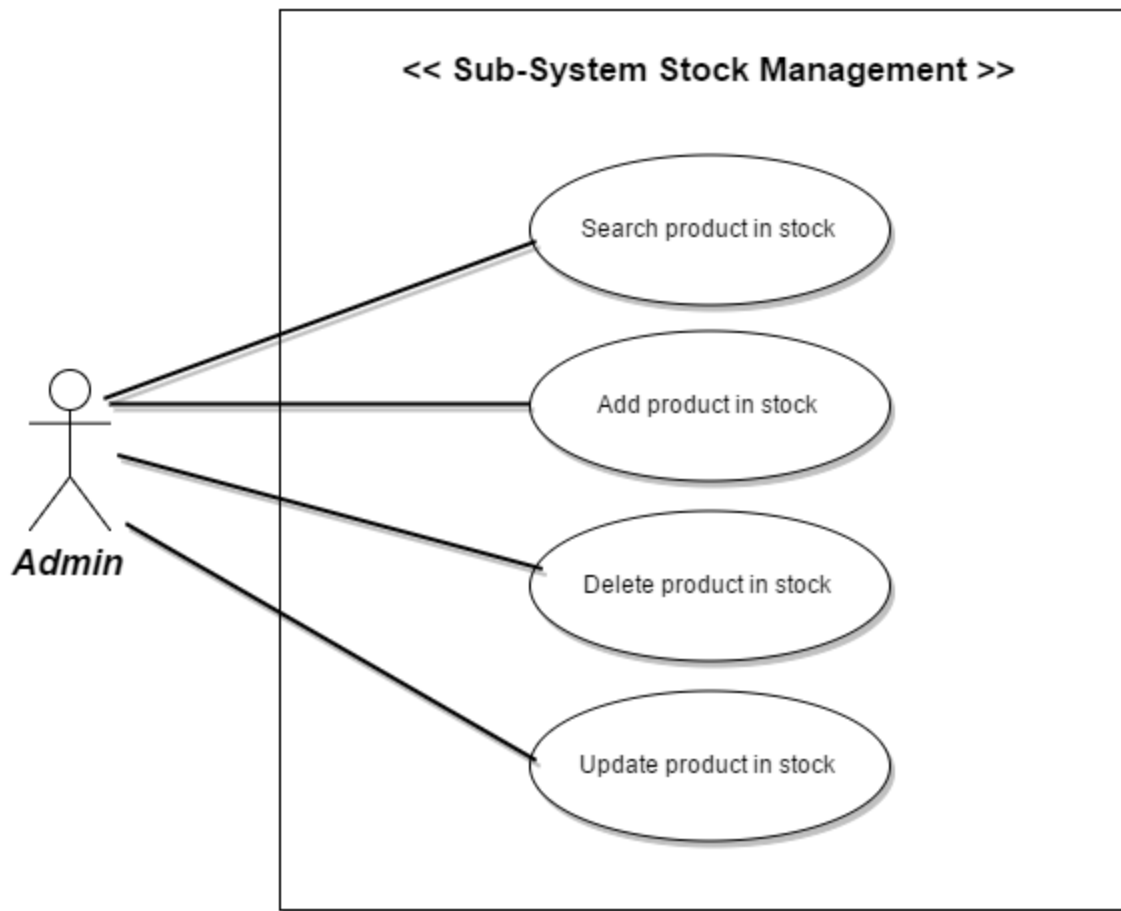 << Sub-System Stock Management >>
Search product in stock
Add product in stock
Delete product in stock
Admin
Update product in stock